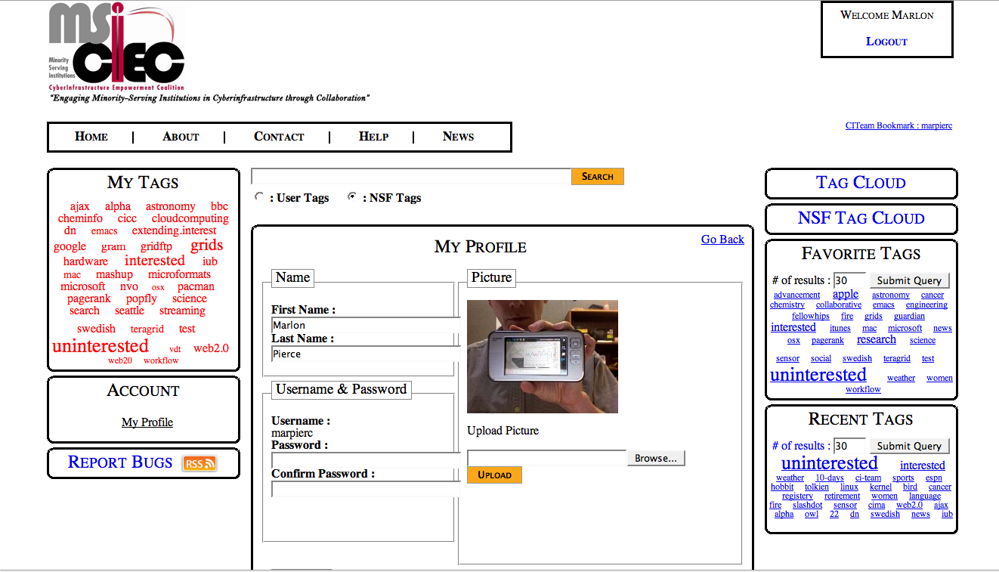 msi
CIEC
Minority
Serving
Institutions
CyberInfrastructure Empowerment Coalition
“Engaging Minority-Serving Institutions in Cyberinfrastructure through Collaboration”
Welcome Marlon
Logout
Home | About | Contact | Help | News
CITeam Bookmark : marpierc
My Tags
ajax alpha astronomy bbc
cheminfo cicc cloudcomputing
dn emacs extending.interest
google gram gridftp grids
hardware interested iub
mac mashup microformats
microsoft nvo osx pacman
pagerank popfly science
search seattle streaming
swedish teragrid test
uninterested vdt web2.0
web20 workflow
Account
My Profile
Report Bugs RSS
Search
: User Tags : NSF Tags
My Profile
Go Back
Name
First Name :
Marlon
Last Name :
Pierce
Username & Password
Username :
marpierc
Password :
Confirm Password :
Picture
Upload Picture
Browse...
Upload
Tag Cloud
NSF Tag Cloud
Favorite Tags
# of results : 30 Submit Query
advancement apple astronomy cancer
chemistry collaborative emacs engineering
fellowhips fire grids guardian
interested itunes mac microsoft news
osx pagerank research science
sensor social swedish teragrid test
uninterested weather women
workflow
Recent Tags
# of results : 30 Submit Query
uninterested interested
weather 10-days ci-team sports espn
hobbit tolkien linux kernel bird cancer
registery retirement women language
fire slashdot sensor cima web2.0 ajax
alpha owl 22 dn swedish news iub